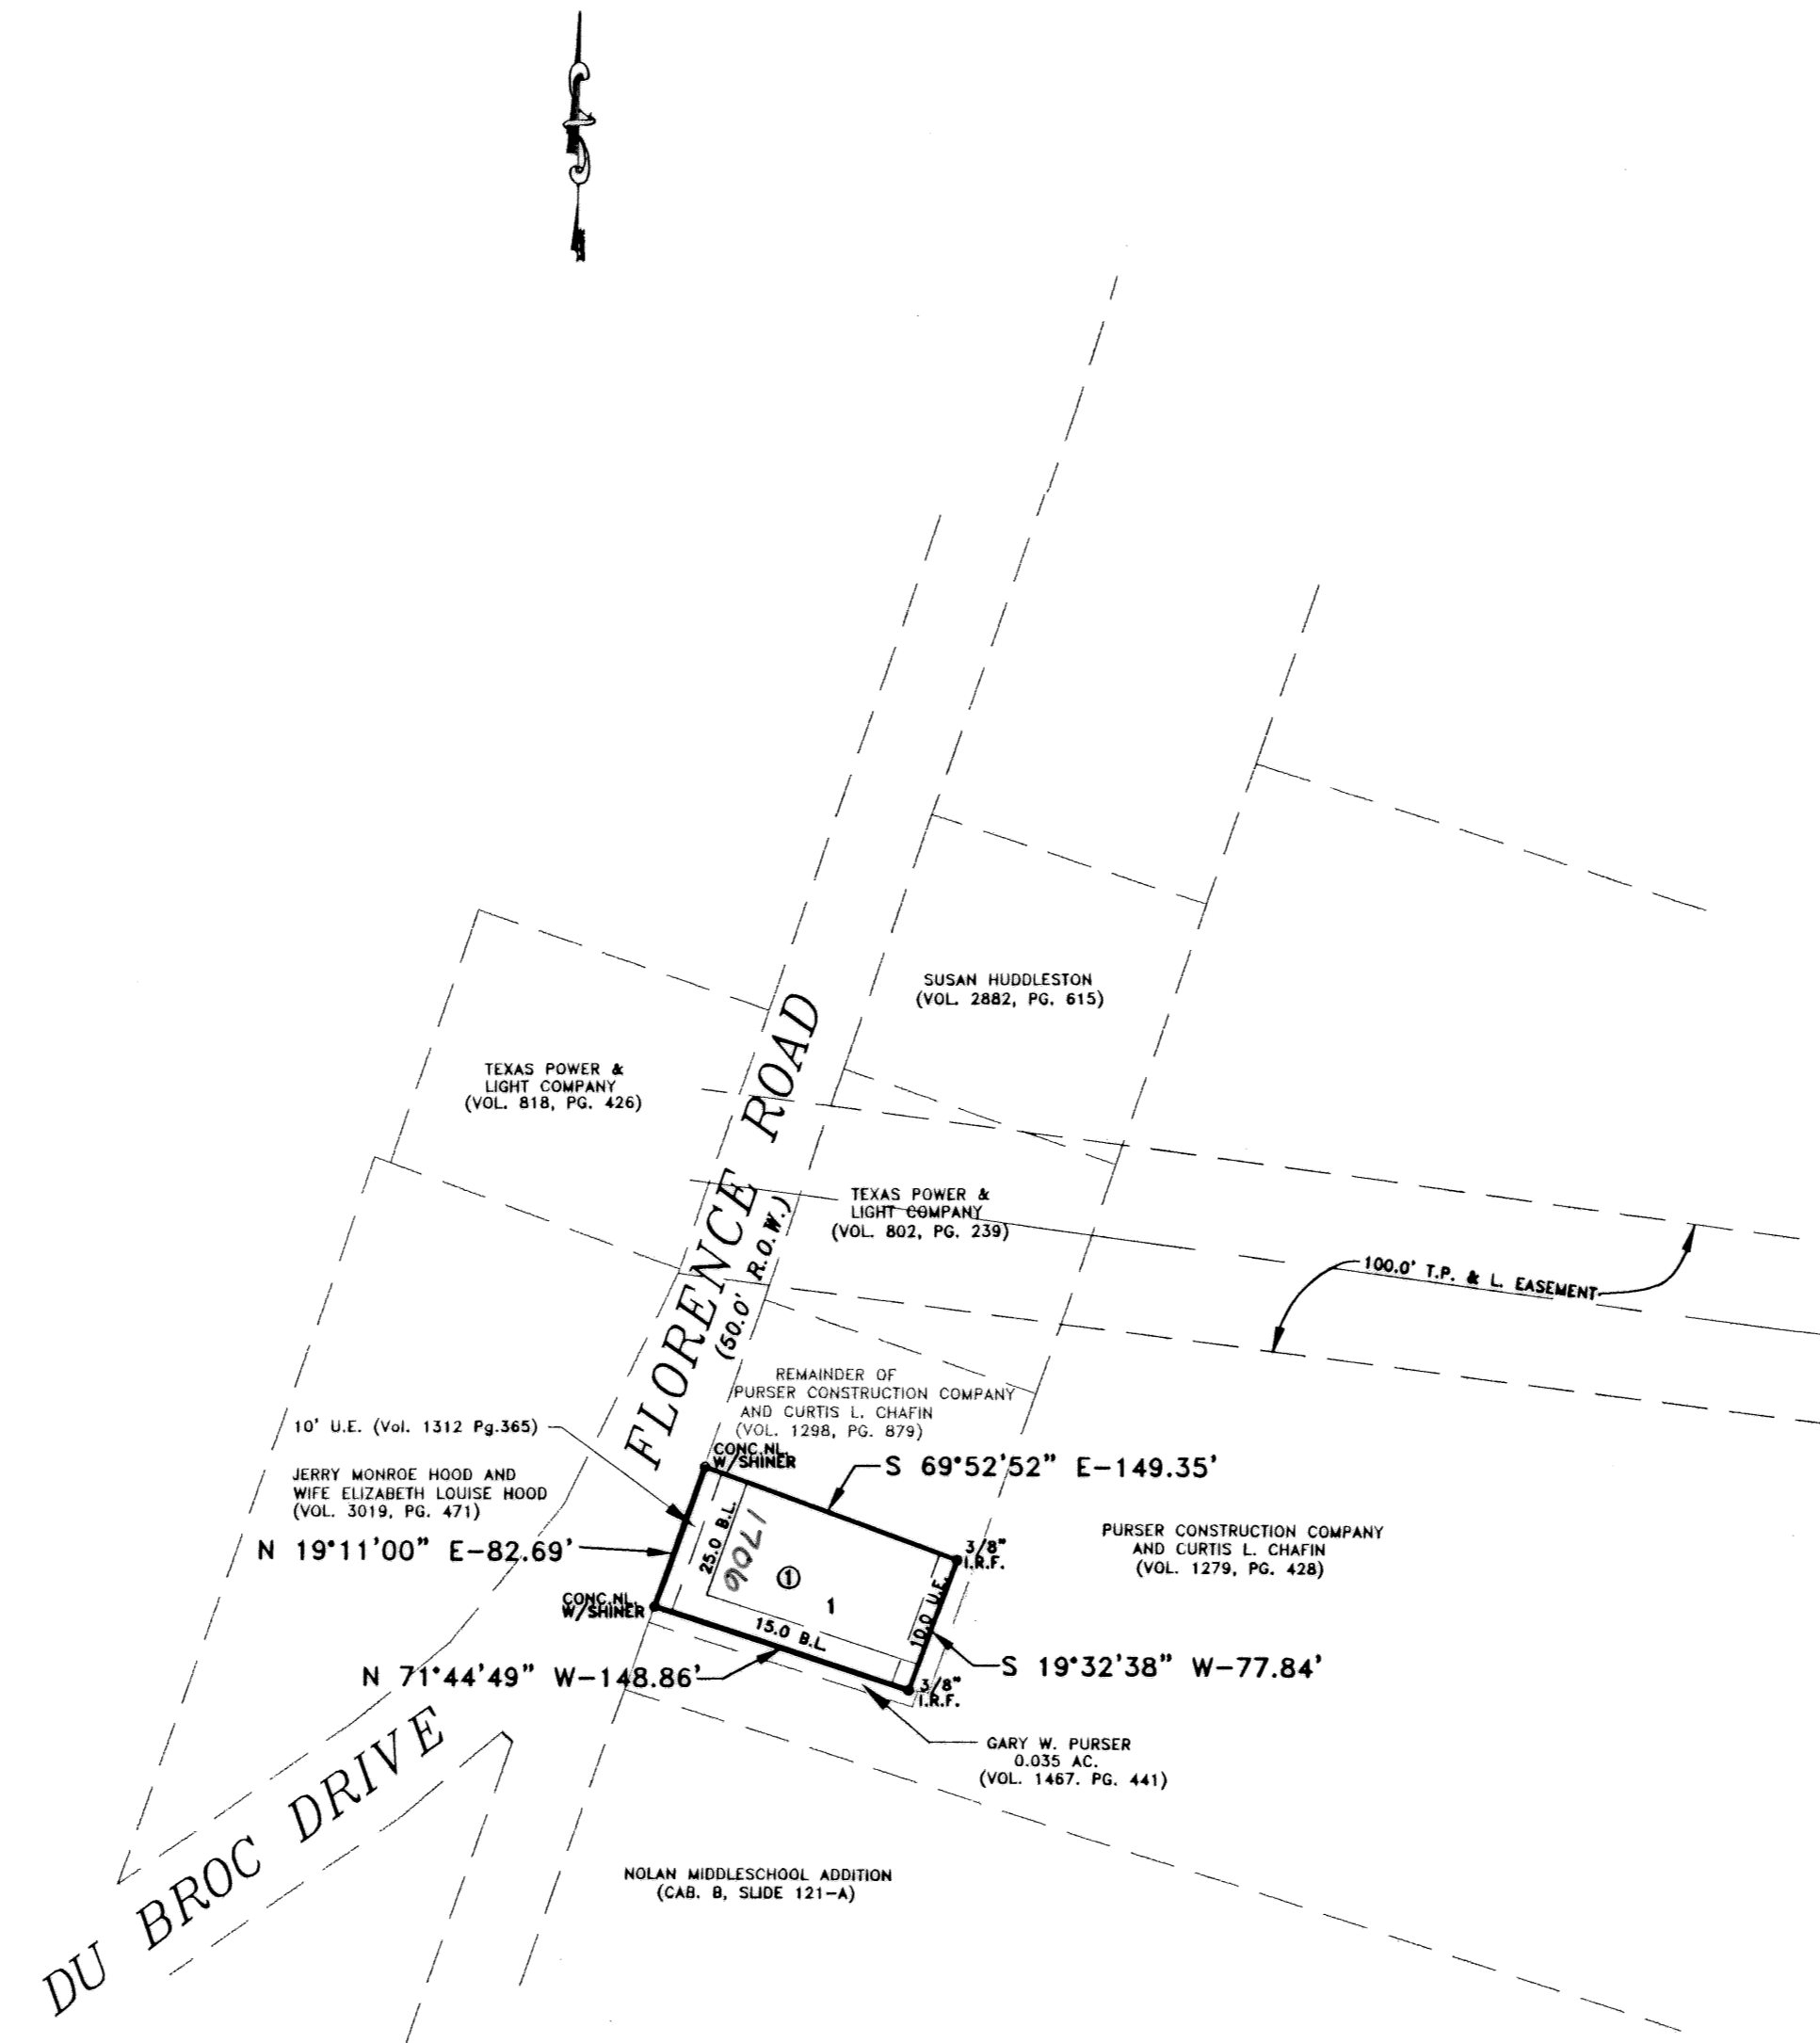 SUSAN HUDDLESTON
(VOL. 2882, PG. 615)
FLORENCE ROAD
(50.0' R.O.W.)
TEXAS POWER &
LIGHT COMPANY
(VOL. 818, PG. 426)
TEXAS POWER &
LIGHT COMPANY
(VOL. 802, PG. 239)
100.0' T.P. & L. EASEMENT
REMAINDER OF
PURSER CONSTRUCTION COMPANY
AND CURTIS L. CHAFIN
(VOL. 1298, PG. 879)
10' U.E. (Vol. 1312 Pg.365)
CONC.NL.
W/SHINER
S 69°52'52" E-149.35'
JERRY MONROE HOOD AND
WIFE ELIZABETH LOUISE HOOD
(VOL. 3019, PG. 471)
N 19°11'00" E-82.69'
25.0 B.L.
1706
1
1
3/8"
I.R.F.
PURSER CONSTRUCTION COMPANY
AND CURTIS L. CHAFIN
(VOL. 1279, PG. 428)
CONC.NL.
W/SHINER
15.0 B.L.
10.0 U.E.
N 71°44'49" W-148.86'
S 19°32'38" W-77.84'
3/8"
I.R.F.
GARY W. PURSER
0.035 AC.
(VOL. 1467. PG. 441)
DU BROC DRIVE
NOLAN MIDDLESCHOOL ADDITION
(CAB. B, SLIDE 121-A)